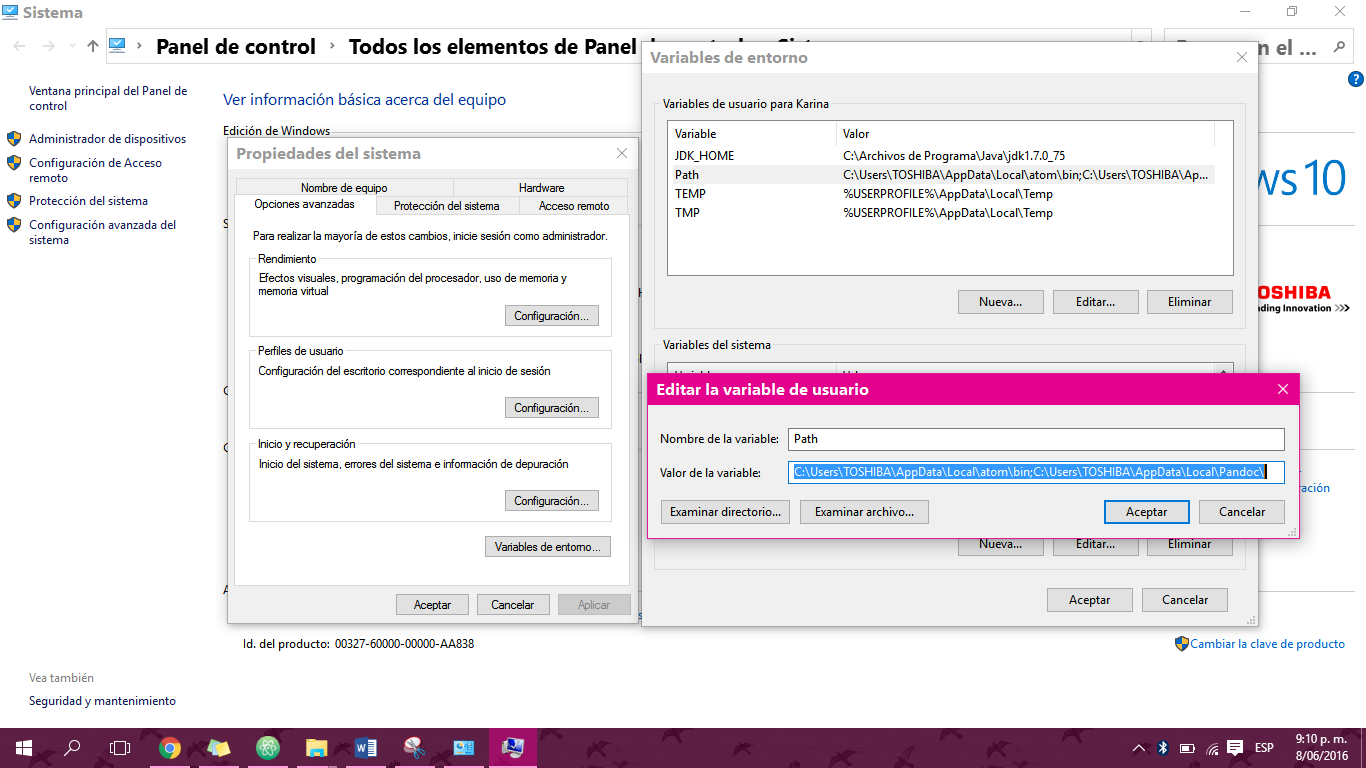 Sistema
Panel de control › Todos los elementos de Panel
en el ...
Ventana principal del Panel de
control
Administrador de dispositivos
Configuración de Acceso
remoto
Protección del sistema
Configuración avanzada del
sistema
Vea también
Seguridad y mantenimiento
Ver información básica acerca del equipo
Edición de Windows
ws 10
OSHIBA
ding Innovation >>>
ración
Id. del producto: 00327-60000-00000-AA838
Cambiar la clave de producto
Propiedades del sistema
Nombre de equipo
Hardware
Opciones avanzadas
Protección del sistema
Acceso remoto
Para realizar la mayoría de estos cambios, inicie sesión como administrador.
Rendimiento
Efectos visuales, programación del procesador, uso de memoria y
memoria virtual
Configuración...
Perfiles de usuario
Configuración del escritorio correspondiente al inicio de sesión
Configuración...
Inicio y recuperación
Inicio del sistema, errores del sistema e información de depuración
Configuración...
Variables de entorno...
Aceptar
Cancelar
Aplicar
Variables de entorno
Variables de usuario para Karina
Variable Valor
JDK_HOME C:\Archivos de Programa\Java\jdk1.7.0_75
Path C:\Users\TOSHIBA\AppData\Local\atom\bin;C:\Users\TOSHIBA\Ap...
TEMP %USERPROFILE%\AppData\Local\Temp
TMP %USERPROFILE%\AppData\Local\Temp
Nueva... Editar... Eliminar
Variables del sistema
Editar la variable de usuario
Nombre de la variable: Path
Valor de la variable: C:\Users\TOSHIBA\AppData\Local\atom\bin;C:\Users\TOSHIBA\AppData\Local\Pandoc\
Examinar directorio... Examinar archivo... Aceptar Cancelar
Nueva... Editar... Eliminar
Aceptar Cancelar
ESP
9:10 p. m.
8/06/2016